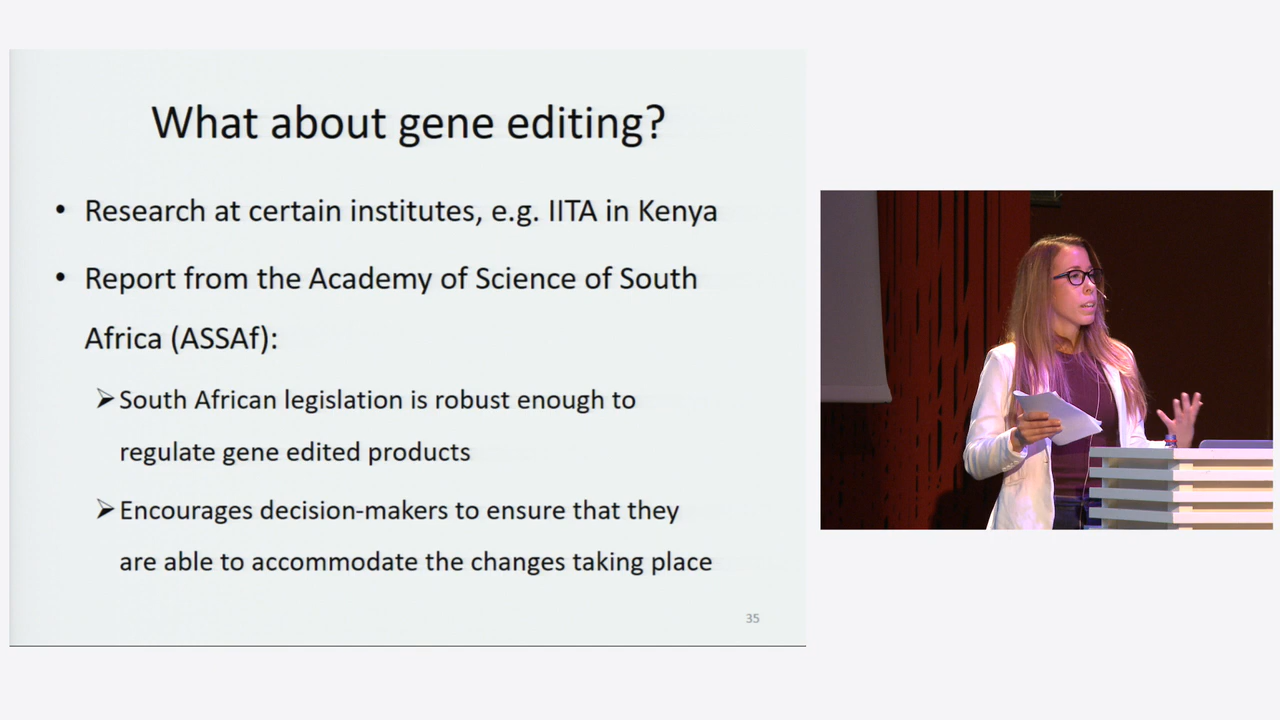 What about gene editing?
• Research at certain institutes, e.g. IITA in Kenya
• Report from the Academy of Science of South
Africa (ASSAf):
➢ South African legislation is robust enough to
regulate gene edited products
➢ Encourages decision-makers to ensure that they
are able to accommodate the changes taking place
35